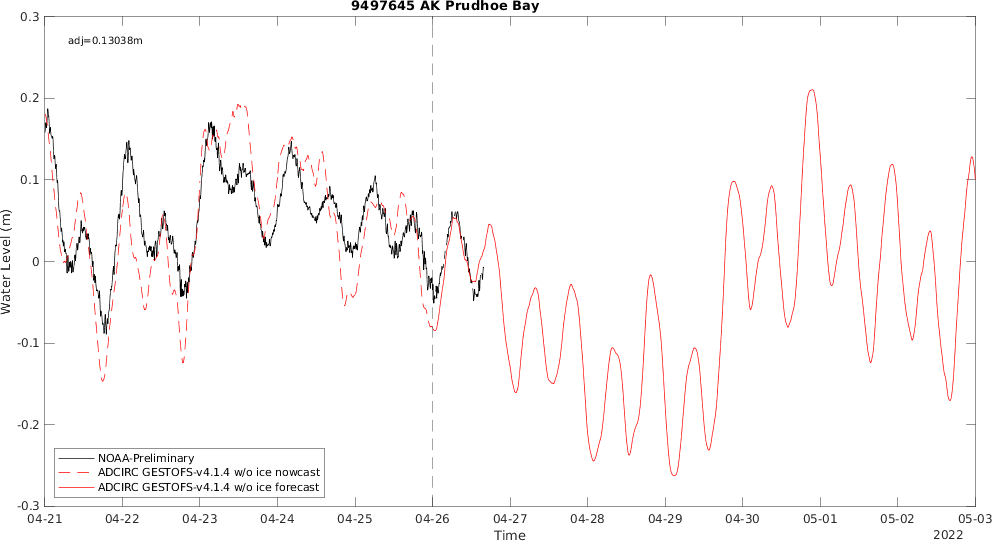 9497645 AK Prudhoe Bay
adj=0.13038m
Water Level (m)
0.3
0.2
0.1
0
-0.1
-0.2
-0.3
NOAA-Preliminary
ADCIRC GESTOFS-v4.1.4 w/o ice nowcast
ADCIRC GESTOFS-v4.1.4 w/o ice forecast
04-21 04-22 04-23 04-24 04-25 04-26 04-27 04-28 04-29 04-30 05-01 05-02 05-03
Time
2022